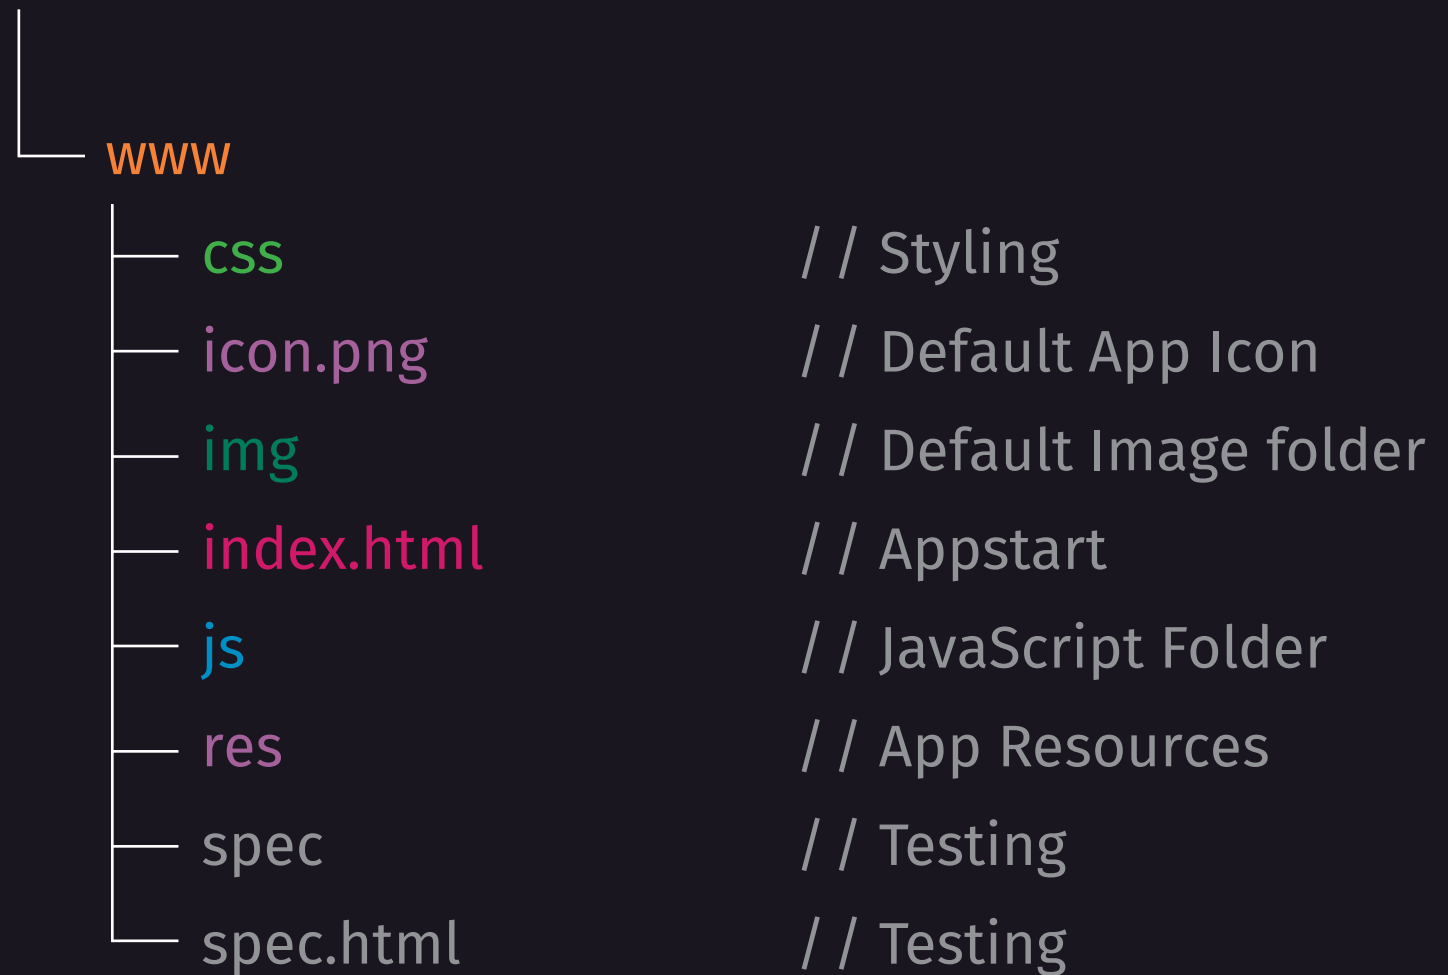 www
css // Styling
icon.png // Default App Icon
img // Default Image folder
index.html // Appstart
js // JavaScript Folder
res // App Resources
spec // Testing
spec.html // Testing